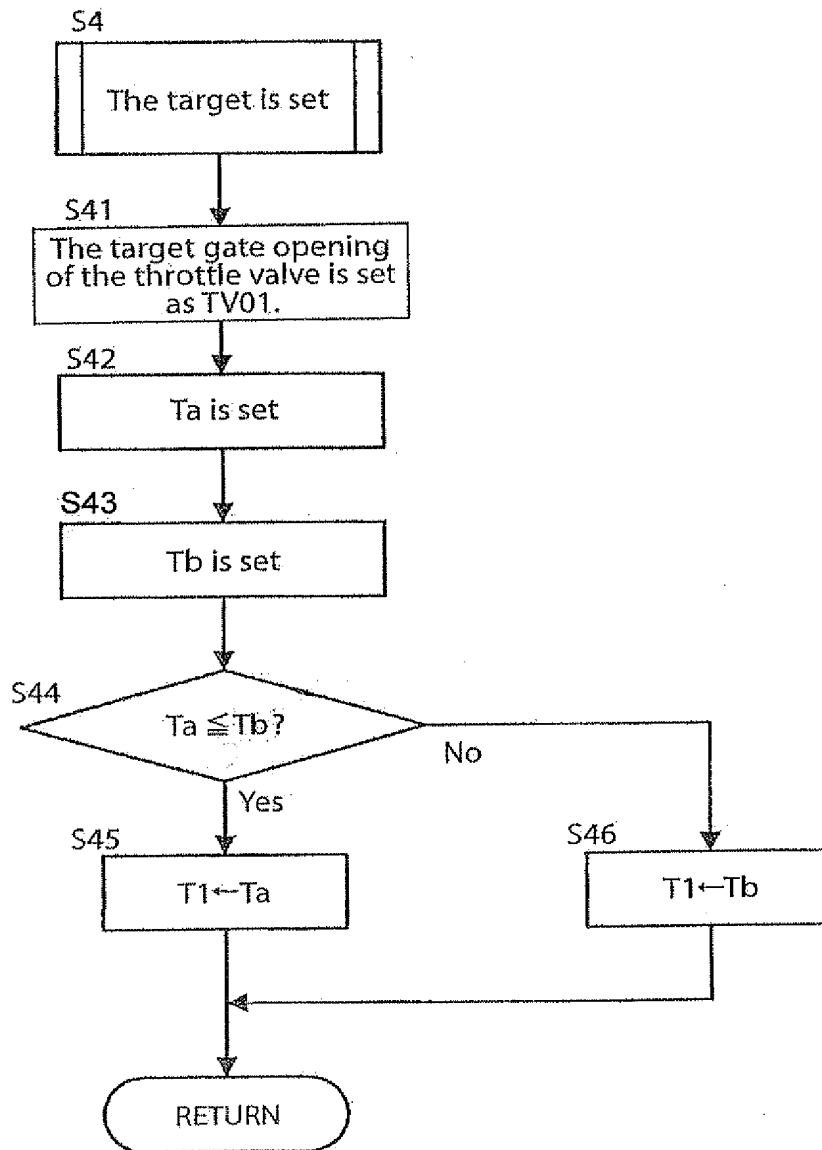 S4
The target is set
S41
The target gate opening
of the throttle valve is set
as TV01.
S42
Ta is set
S43
Tb is set
S44
Ta ≦ Tb?
No
Yes
S45
T1←Ta
S46
T1←Tb
RETURN